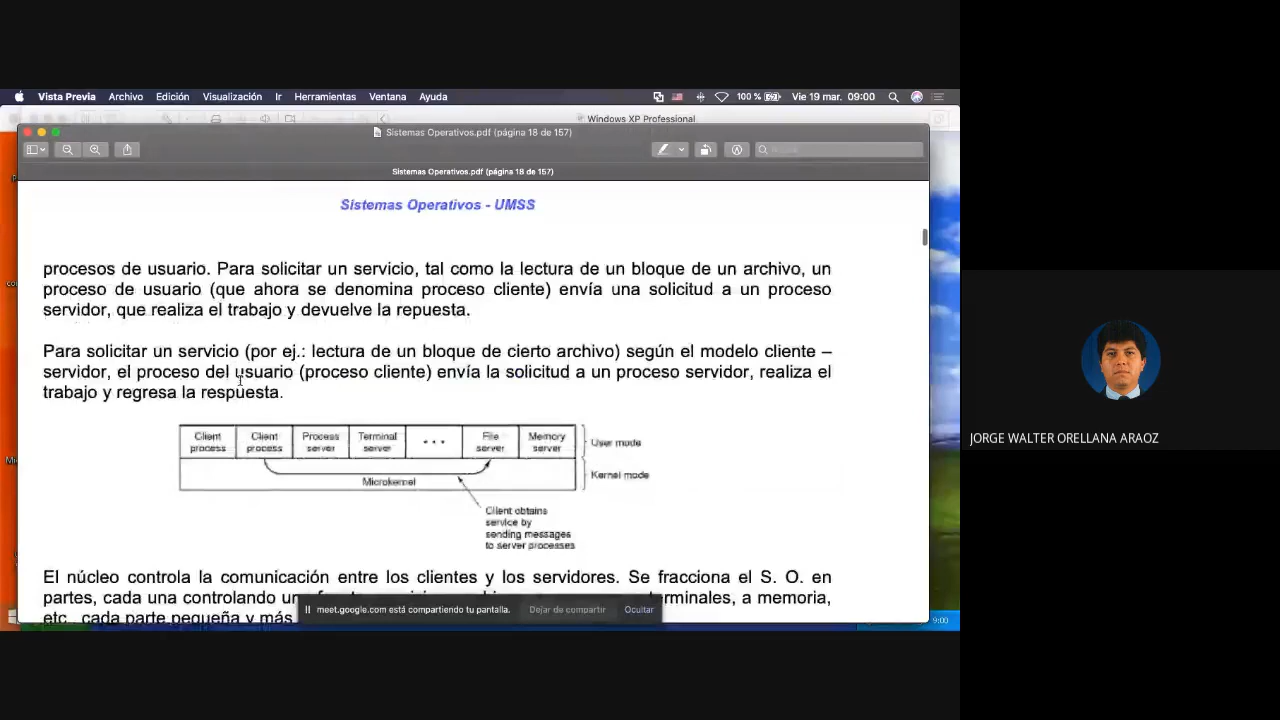 Vista Previa Archivo Edición Visualización Ir Herramientas Ventana Ayuda 100 % Vie 19 mar. 09:00
Windows XP Professional
Sistemas Operativos.pdf (página 18 de 157)
Sistemas Operativos.pdf (página 18 de 157)
Sistemas Operativos - UMSS
procesos de usuario. Para solicitar un servicio, tal como la lectura de un bloque de un archivo, un
proceso de usuario (que ahora se denomina proceso cliente) envía una solicitud a un proceso
servidor, que realiza el trabajo y devuelve la repuesta.
Para solicitar un servicio (por ej.: lectura de un bloque de cierto archivo) según el modelo cliente –
servidor, el proceso del usuario (proceso cliente) envía la solicitud a un proceso servidor, realiza el
trabajo y regresa la respuesta.
Client process Client process Process server Terminal server • • • File server Memory server User mode
Microkernel Kernel mode
Client obtains
service by
sending messages
to server processes
El núcleo controla la comunicación entre los clientes y los servidores. Se fracciona el S. O. en
partes, cada una controlando terminales, a memoria,
etc., cada parte pequeña y más
meet.google.com está compartiendo tu pantalla. Dejar de compartir Ocultar
9:00
JORGE WALTER ORELLANA ARAOZ